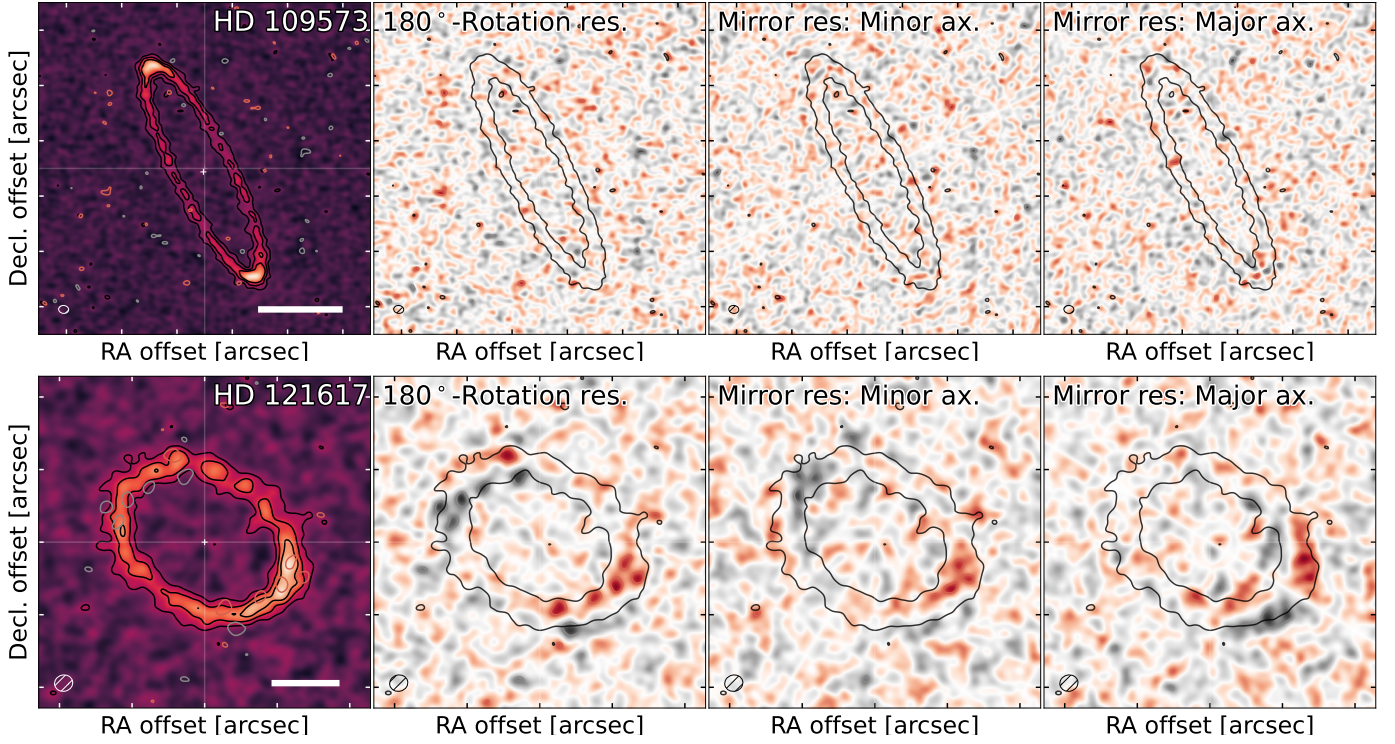 HD 109573
180°-Rotation res.
Mirror res: Minor ax.
Mirror res: Major ax.
Decl. offset [arcsec]
RA offset [arcsec]
RA offset [arcsec]
RA offset [arcsec]
RA offset [arcsec]
HD 121617
180°-Rotation res.
Mirror res: Minor ax.
Mirror res: Major ax.
Decl. offset [arcsec]
RA offset [arcsec]
RA offset [arcsec]
RA offset [arcsec]
RA offset [arcsec]